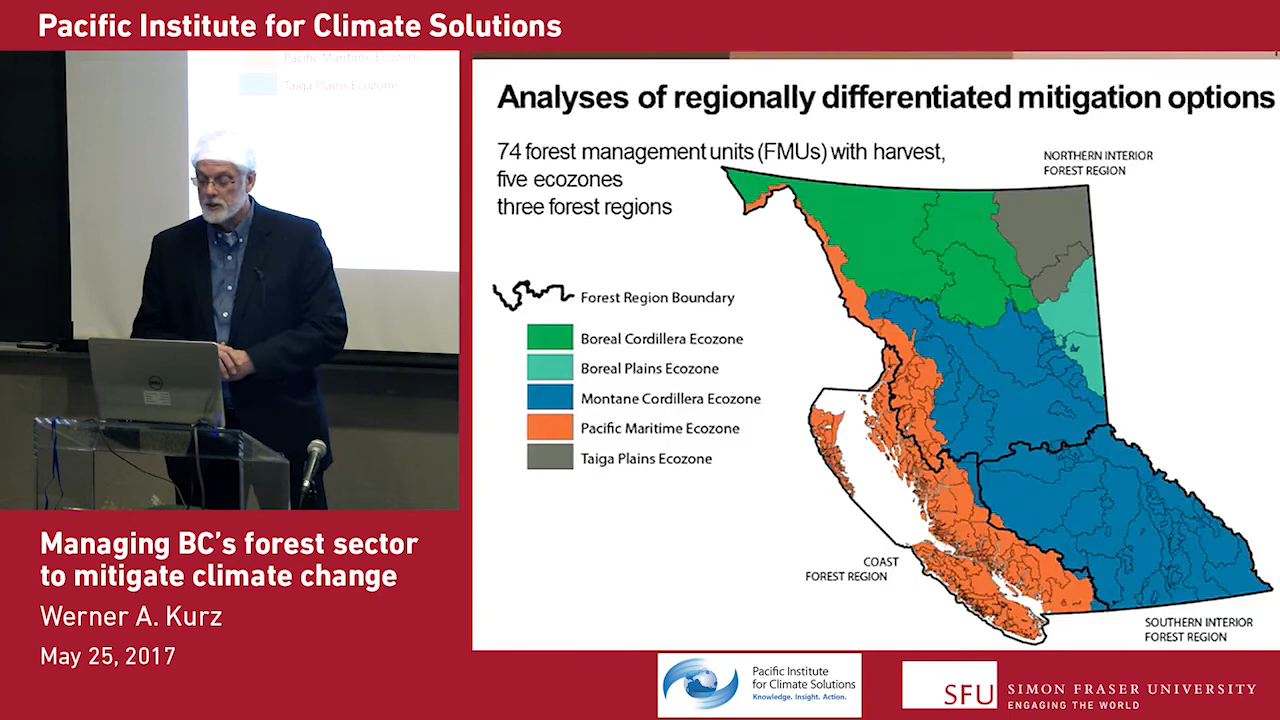 Pacific Institute for Climate Solutions
Pacific Maritime Ecozone
Taiga Plains Ecozone
DELL
Managing BC's forest sector
to mitigate climate change
Werner A. Kurz
May 25, 2017
Analyses of regionally differentiated mitigation options
74 forest management units (FMUs) with harvest,
five ecozones
three forest regions
NORTHERN INTERIOR
FOREST REGION
Forest Region Boundary
Boreal Cordillera Ecozone
Boreal Plains Ecozone
Montane Cordillera Ecozone
Pacific Maritime Ecozone
Taiga Plains Ecozone
COAST
FOREST REGION
SOUTHERN INTERIOR
FOREST REGION
Pacific Institute
for Climate Solutions
Knowledge. Insight. Action.
SFU
SIMON FRASER UNIVERSITY
ENGAGING THE WORLD